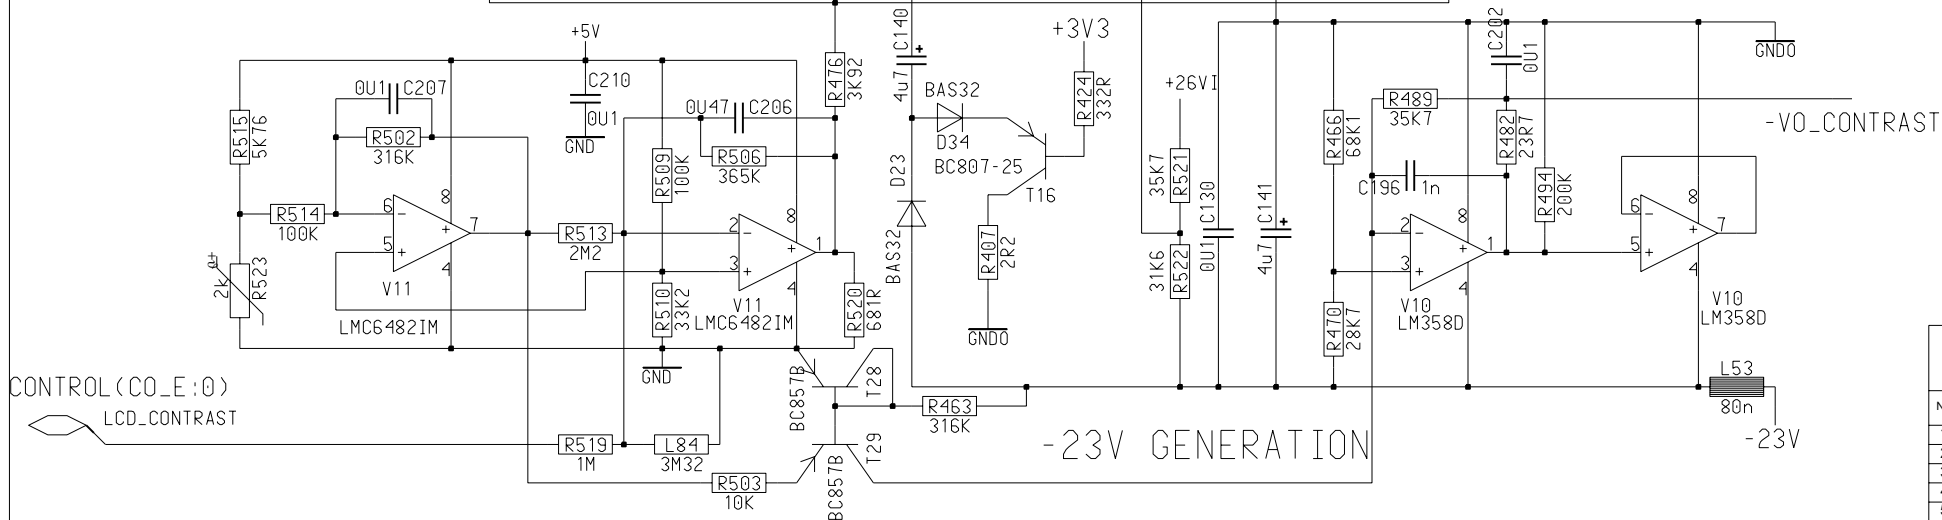 +5V
C210
0U1
GND
0U1
C207
R502
316K
R515
5K76
R514
100K
6
5
7
8
4
V11
LMC6482IM
R523
2k
R513
2M2
R509
100K
R510
33K2
GND
0U47
C206
R506
365K
R476
3K92
2
3
1
8
4
V11
LMC6482IM
R520
681R
C140
4u7
BAS32
D34
D23
BAS32
+3V3
R424
332R
BC807-25
T16
R407
2R2
GND0
+26VI
35K7
R521
31K6
R522
C130
0U1
C141
4u7
R466
68K1
R470
28K7
R489
35K7
C202
0U1
R482
23R7
C196
1n
R494
200K
2
3
1
8
4
V10
LM358D
6
5
7
8
4
V10
LM358D
GND0
-VO_CONTRAST
L53
80n
-23V
CONTROL(CO_E:0)
LCD_CONTRAST
R519
1M
L84
3M32
R503
10K
BC857B
T28
BC857B
T29
R463
316K
-23V GENERATION